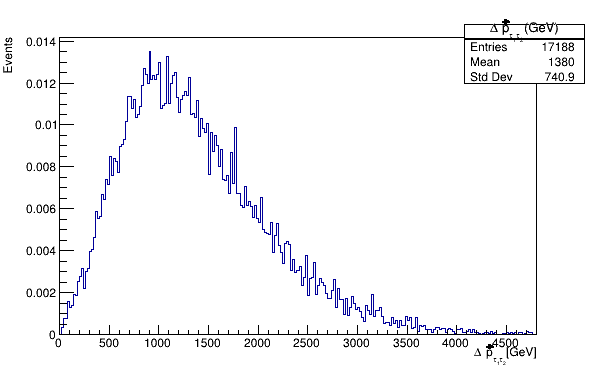 Δ p⃗ τ₁τ₂ (GeV)
Entries 17188
Mean 1380
Std Dev 740.9
Events
0.014
0.012
0.01
0.008
0.006
0.004
0.002
0
0 500 1000 1500 2000 2500 3000 3500 4000 4500
Δ p⃗ τ₁τ₂ [GeV]